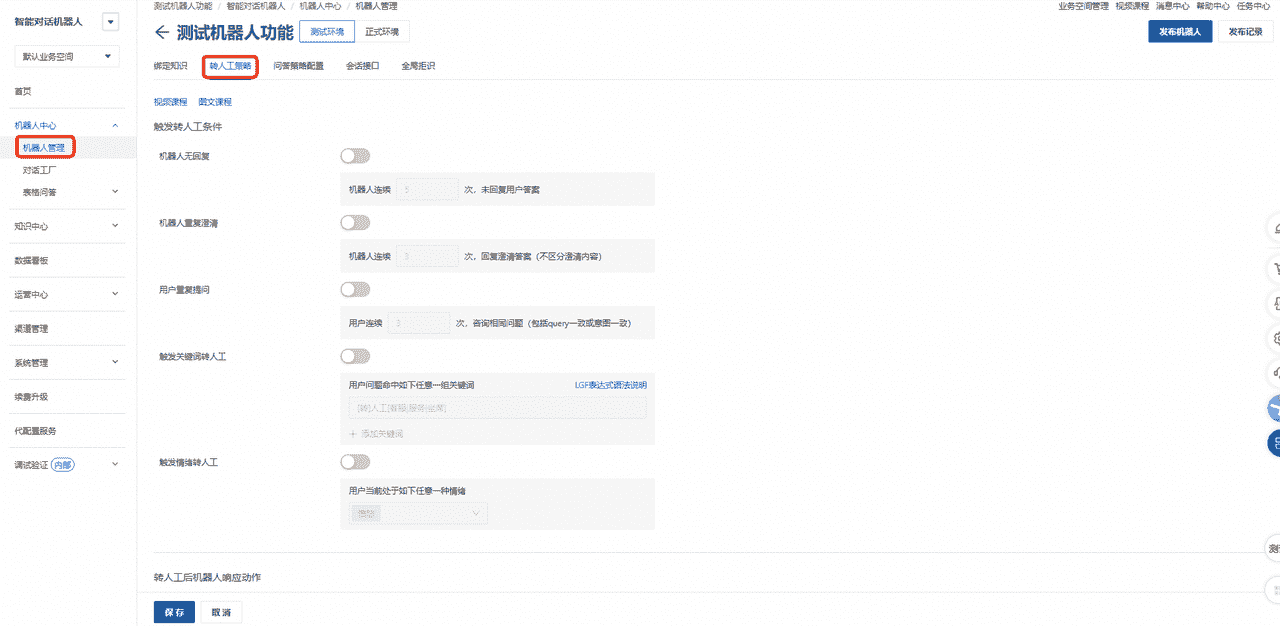 智能对话机器人
默认业务空间
首页
机器人中心
机器人管理
对话工厂
表格问答
知识中心
数据看板
运营中心
渠道管理
系统管理
续费升级
代配置服务
调试验证 内部
测试机器人功能 / 智能对话机器人 / 机器人中心 / 机器人管理
业务空间管理 视频课程 消息中心 帮助中心 任务中心
测试机器人功能 测试环境 正式环境
发布机器人 发布记录
绑定知识 转人工策略 问答策略配置 会话接口 全局拒识
视频课程 图文课程
触发转人工条件
机器人无回复
机器人连续 5 次，未回复用户答案
机器人重复澄清
机器人连续 3 次，回复澄清答案（不区分澄清内容）
用户重复提问
用户连续 3 次，咨询相同问题（包括query一致或意图一致）
触发关键词转人工
用户问题命中如下任意一组关键词 LGF表达式语法说明
+ 添加关键词
触发情绪转人工
用户当前处于如下任意一种情绪
转人工后机器人响应动作
保存 取消